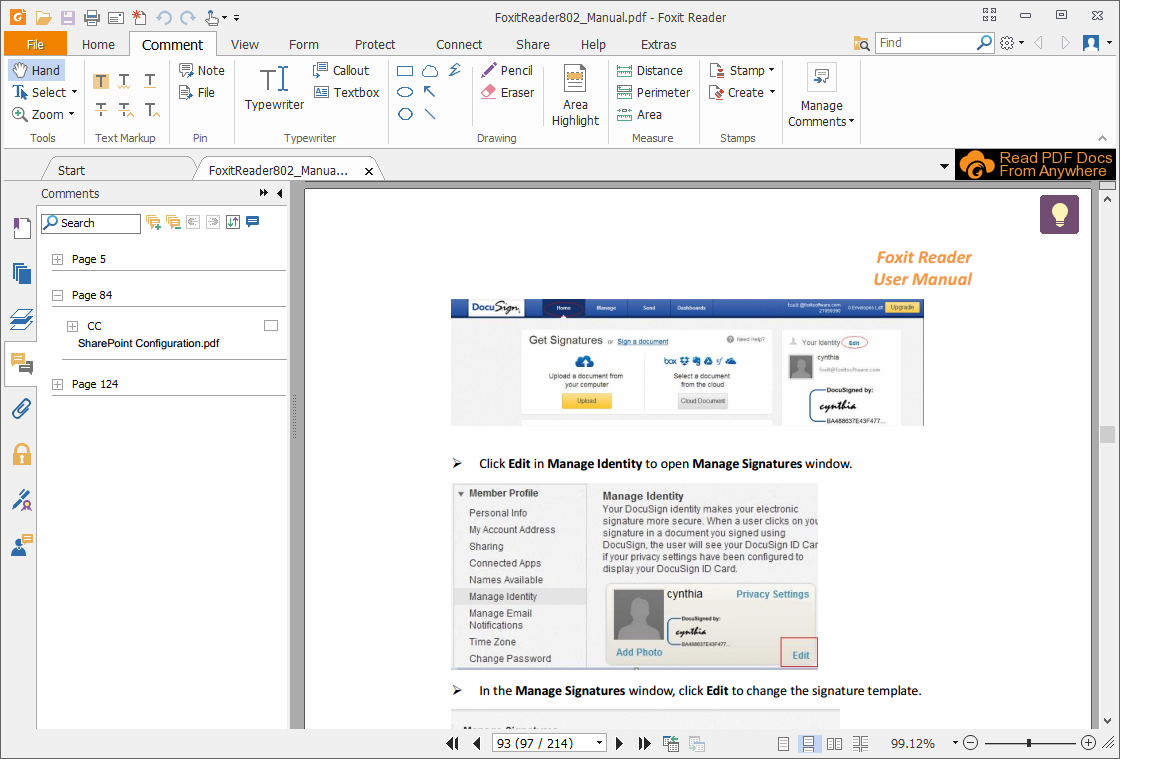 FoxitReader802_Manual.pdf - Foxit Reader
File Home Comment View Form Protect Connect Share Help Extras Find
Hand
Select
Zoom
Tools
Text Markup
Note
File
Pin
Typewriter
Callout
Textbox
Typewriter
Pencil
Eraser
Area
Highlight
Drawing
Distance
Perimeter
Area
Measure
Stamp
Create
Stamps
Manage
Comments
Start
FoxitReader802_Manua...
Read PDF Docs
From Anywhere
Comments
Search
Page 5
Page 84
CC
SharePoint Configuration.pdf
Page 124
Foxit Reader
User Manual
DocuSign
Home Manage Send Dashboards
Upgrade
Get Signatures or Sign a document
Need help?
Upload a document from
your computer
Upload
box
Select a document
from the cloud
Cloud Document
Your Identity Edit
cynthia
foxit@foxitsoftware.com
DocuSigned by:
cynthia
BA488637E43F477...
Click Edit in Manage Identity to open Manage Signatures window.
Member Profile
Personal Info
My Account Address
Sharing
Connected Apps
Names Available
Manage Identity
Manage Email
Notifications
Time Zone
Change Password
Manage Identity
Your DocuSign identity makes your electronic
signature more secure. When a user clicks on you
signature in a document you signed using
DocuSign, the user will see your DocuSign ID Car
if your privacy settings have been configured to
display your DocuSign ID Card.
cynthia
Privacy Settings
DocuSigned by:
cynthia
BA488637E43F477...
Add Photo
Edit
In the Manage Signatures window, click Edit to change the signature template.
93 (97 / 214)
99.12%